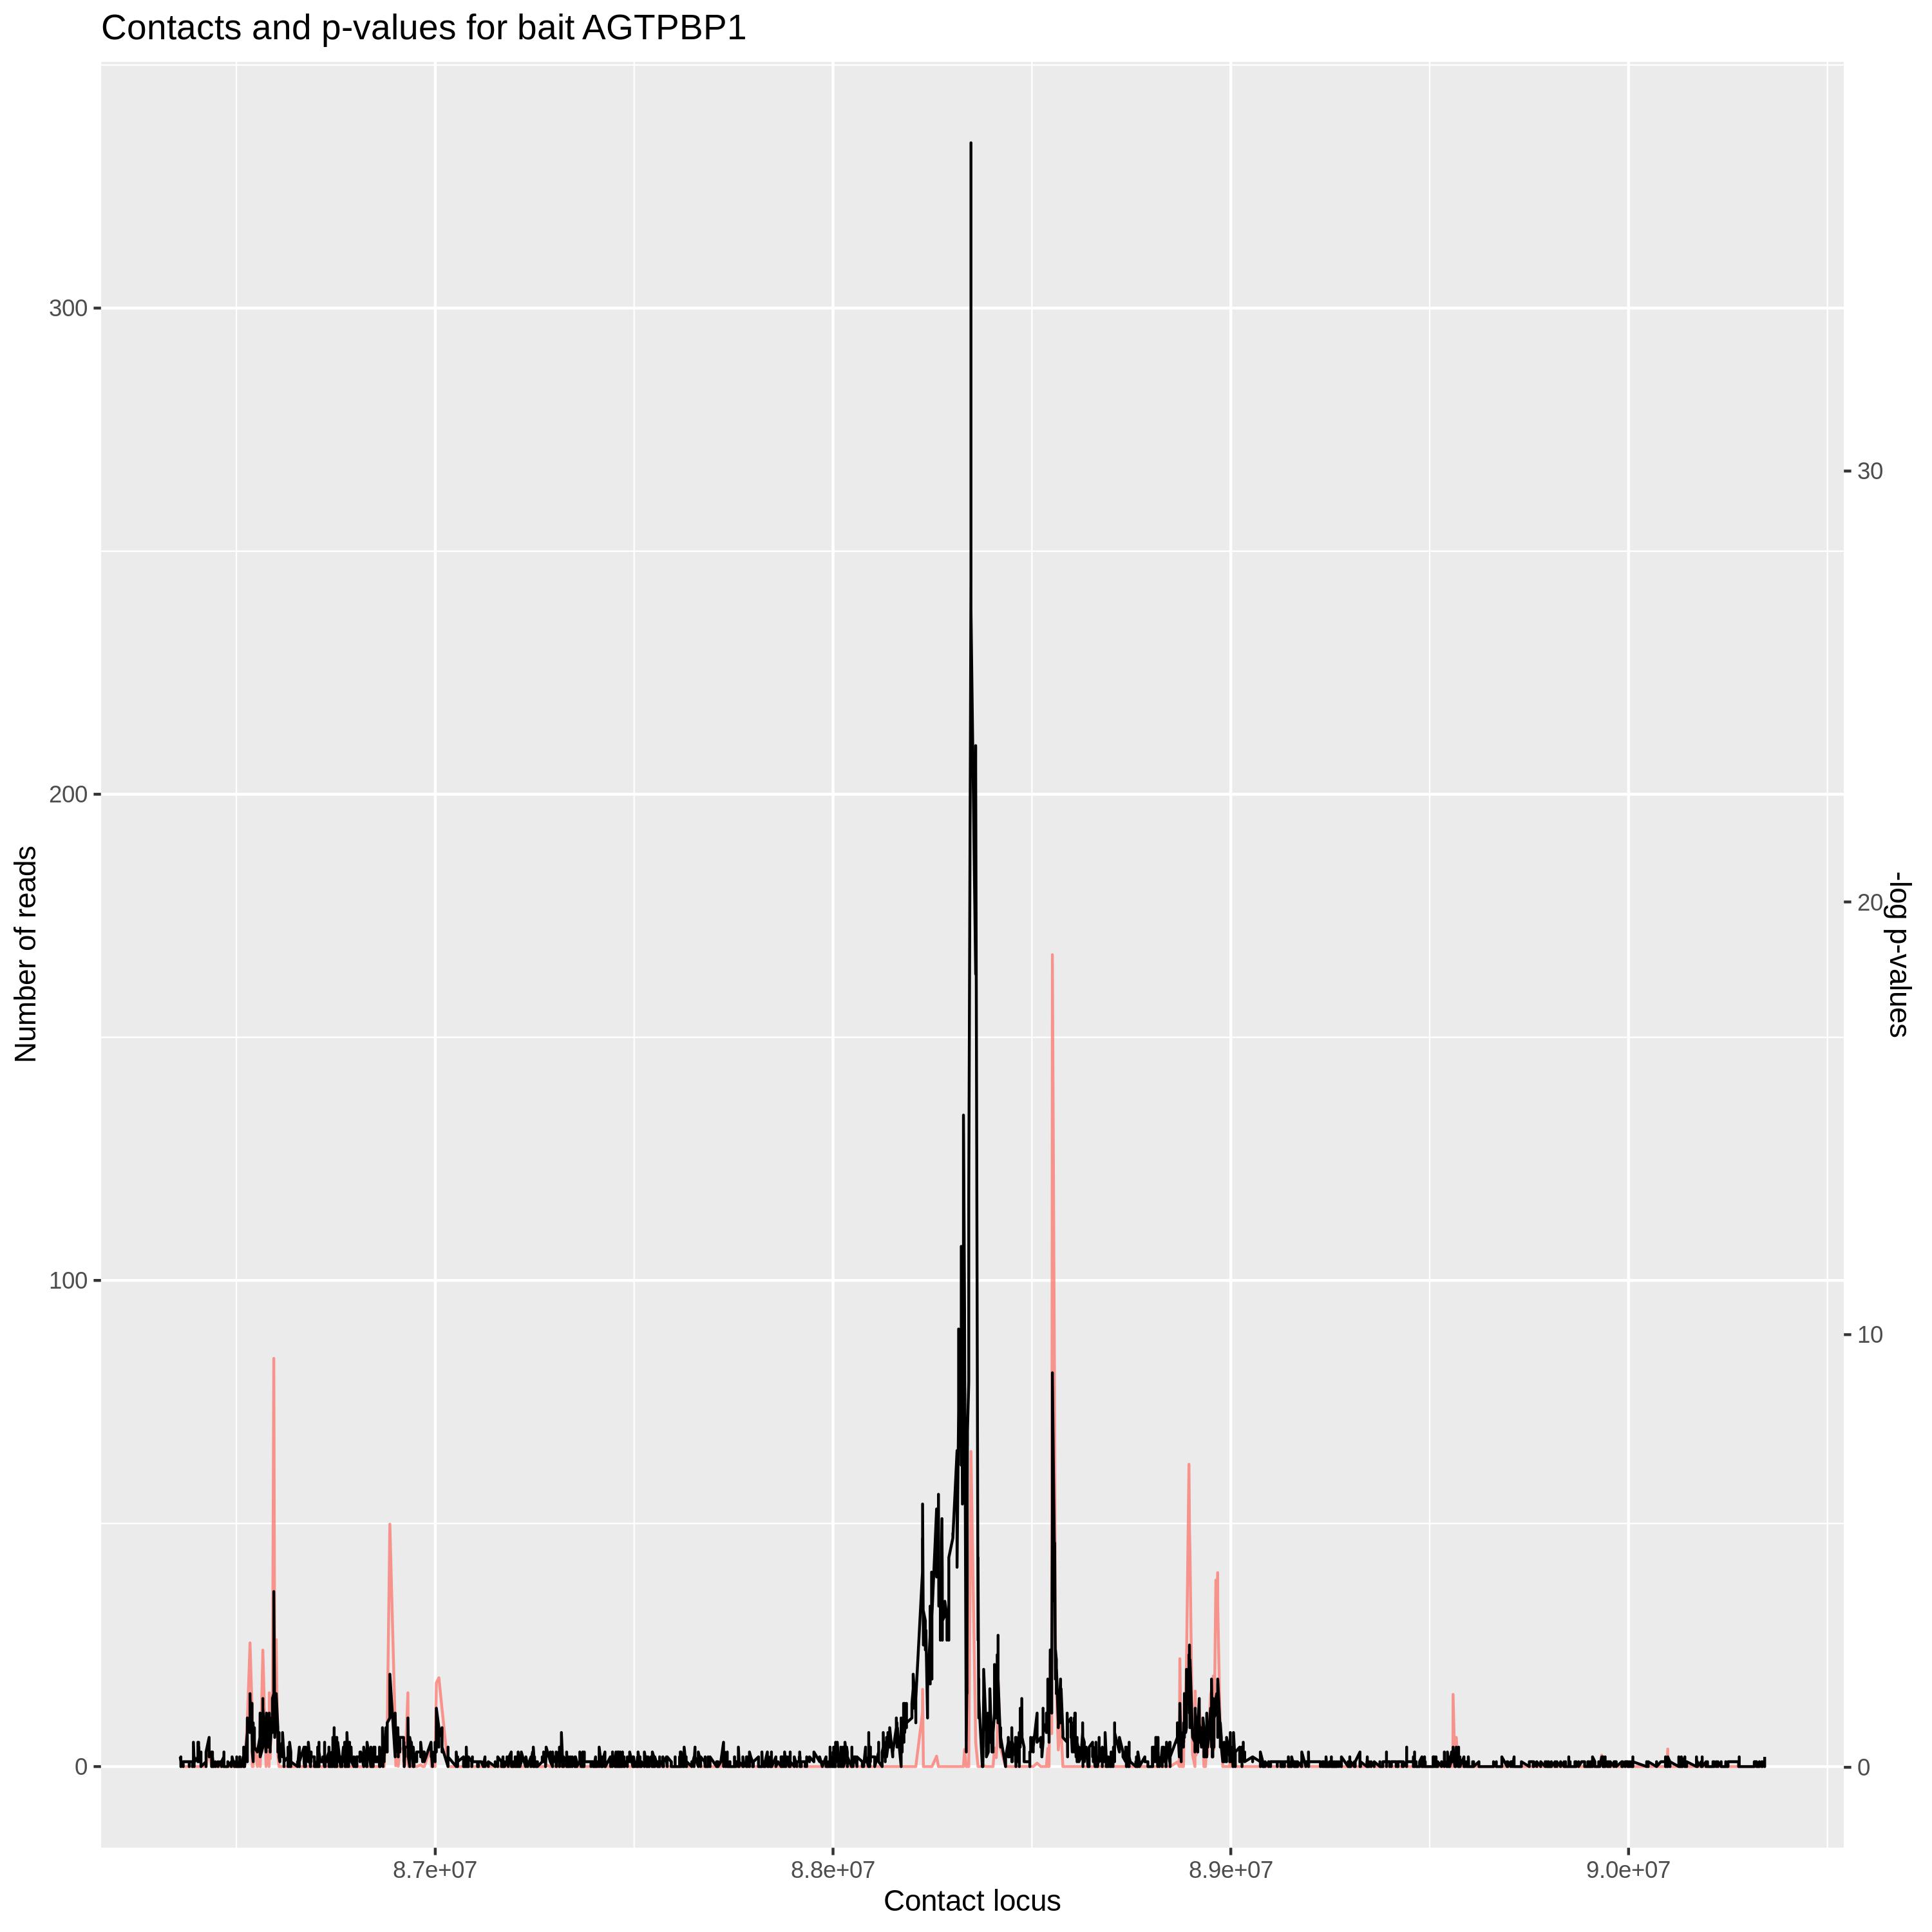 Contacts and p-values for bait AGTPBP1
Number of reads
300
200
100
0
30
20
10
0
-log p-values
8.7e+07 8.8e+07 8.9e+07 9.0e+07
Contact locus